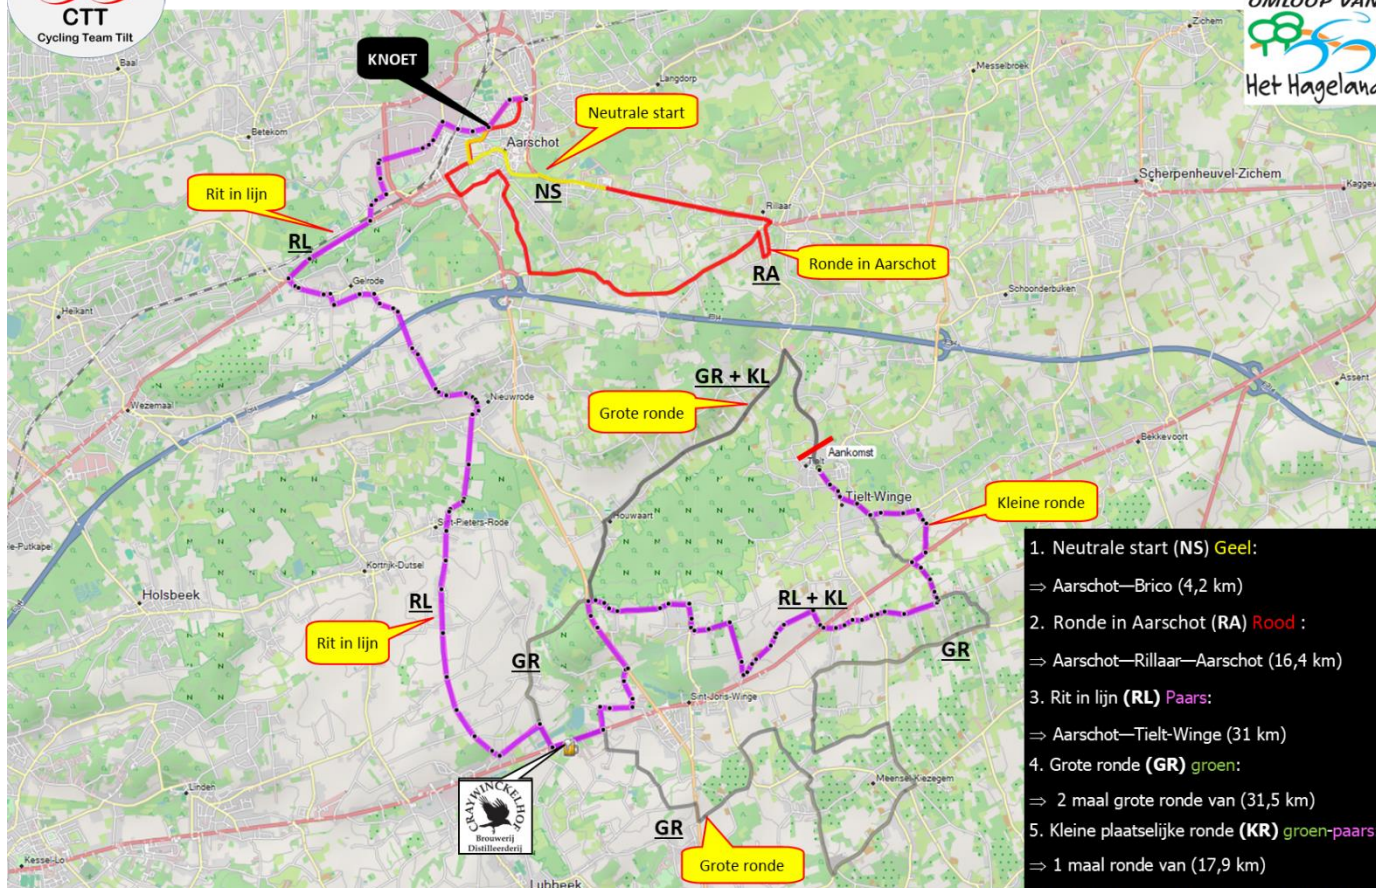 CTT
Cycling Team Tilt
OMLOOP VAN
Het Hageland
Zichem
Baal
KNOET
Messelbroek
Langdorp
Neutrale start
Betekom
Aarschot
Rit in lijn
NS
Scherpenheuvel-Zichem
Kaggev
Rillaar
RL
Ronde in Aarschot
RA
Gelrode
Schoonderbuken
Heikant
GR + KL
Assent
Nieuwrode
Grote ronde
Wezemaal
Bekkevoort
Aankomst
Tielt
Tielt-Winge
Kleine ronde
Houwaart
Sint-Pieters-Rode
e-Putkapel
Kortrijk-Dutsel
Holsbeek
RL
RL + KL
Rit in lijn
GR
GR
Sint-Joris-Winge
Meensel-Kiezegem
Linden
CRAYWINCKELHOF
Brouwerij
Distilleerderij
GR
Grote ronde
Kessel-Lo
Lubbeek
1. Neutrale start (NS) Geel:
⇒ Aarschot—Brico (4,2 km)
2. Ronde in Aarschot (RA) Rood :
⇒ Aarschot—Rillaar—Aarschot (16,4 km)
3. Rit in lijn (RL) Paars:
⇒ Aarschot—Tielt-Winge (31 km)
4. Grote ronde (GR) groen:
⇒ 2 maal grote ronde van (31,5 km)
5. Kleine plaatselijke ronde (KR) groen-paars
⇒ 1 maal ronde van (17,9 km)